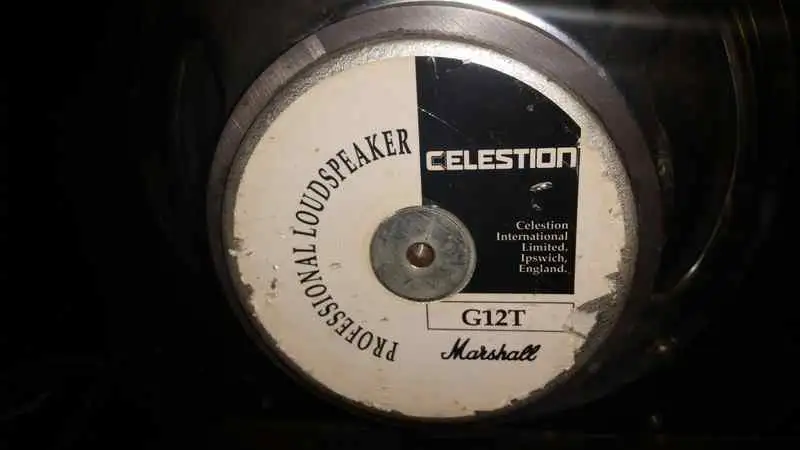 PROFESSIONAL LOUDSPEAKER
CELESTION
Celestion
International
Limited.
Ipswich,
England.
G12T
Marshall